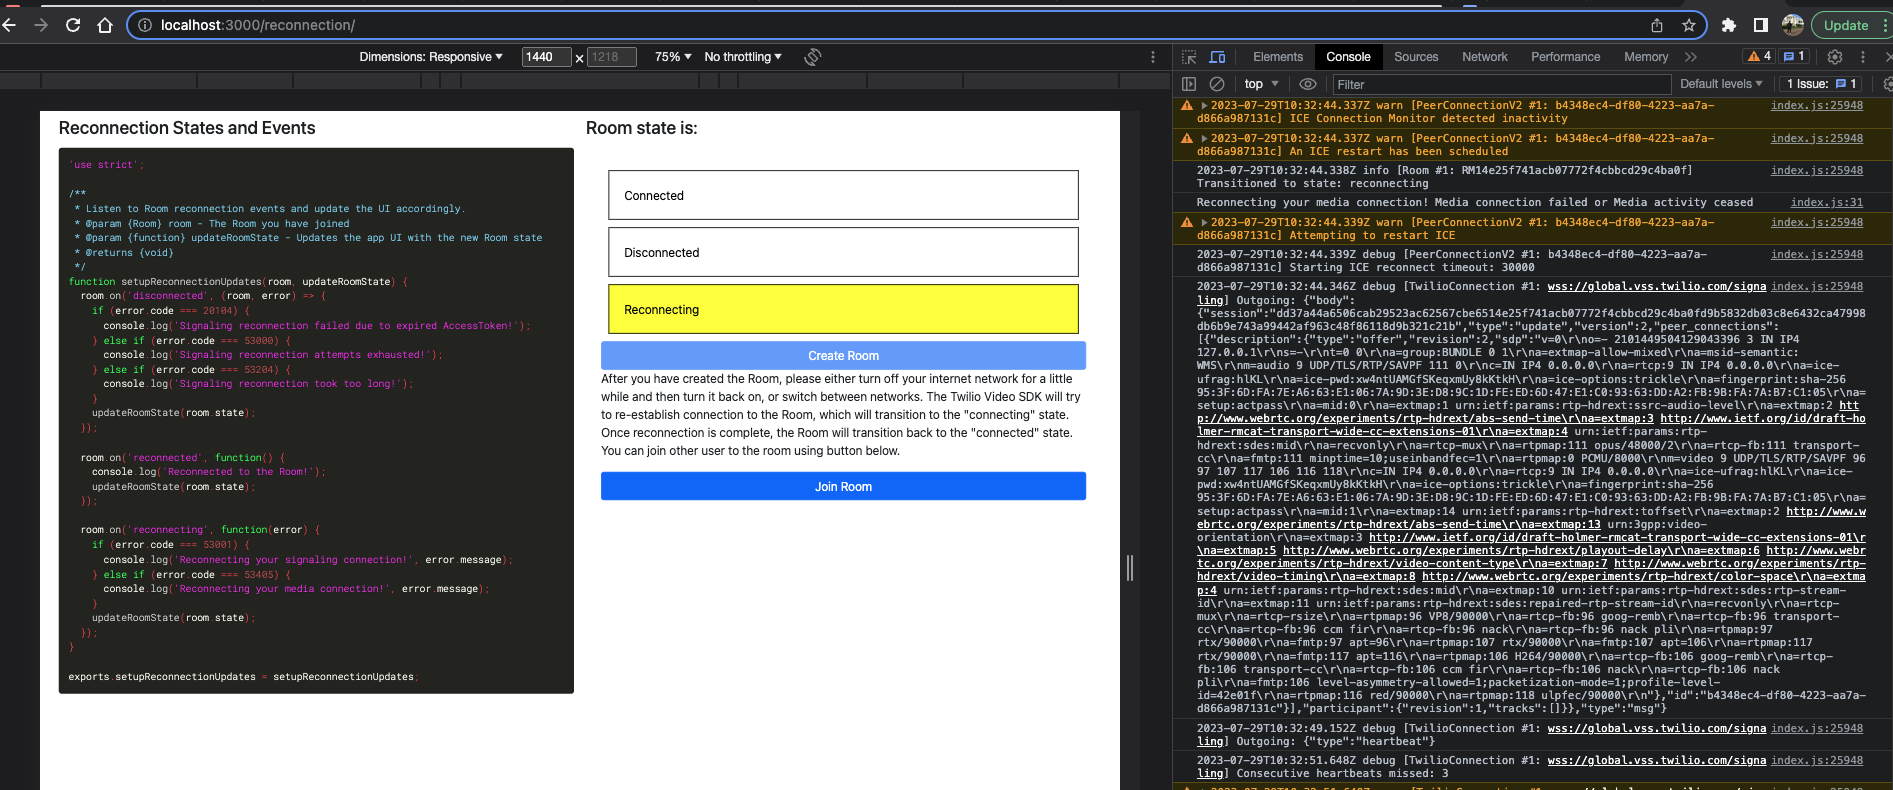 localhost:3000/reconnection/
Update
Dimensions: Responsive ▼ 1440 × 1218 75% ▼ No throttling ▼
Elements Console Sources Network Performance Memory 4 1
top ▼ Filter Default levels ▼ 1 Issue: 1
Reconnection States and Events
'use strict';
/**
* Listen to Room reconnection events and update the UI accordingly.
* @param {Room} room - The Room you have joined
* @param {function} updateRoomState - Updates the app UI with the new Room state
* @returns {void}
*/
function setupReconnectionUpdates(room, updateRoomState) {
room.on('disconnected', (room, error) => {
if (error.code === 20104) {
console.log('Signaling reconnection failed due to expired AccessToken!');
} else if (error.code === 53000) {
console.log('Signaling reconnection attempts exhausted!');
} else if (error.code === 53204) {
console.log('Signaling reconnection took too long!');
}
updateRoomState(room.state);
});
room.on('reconnected', function() {
console.log('Reconnected to the Room!');
updateRoomState(room.state);
});
room.on('reconnecting', function(error) {
if (error.code === 53001) {
console.log('Reconnecting your signaling connection!', error.message);
} else if (error.code === 53405) {
console.log('Reconnecting your media connection!', error.message);
}
updateRoomState(room.state);
});
}
exports.setupReconnectionUpdates = setupReconnectionUpdates;
Room state is:
Connected
Disconnected
Reconnecting
Create Room
After you have created the Room, please either turn off your internet network for a little
while and then turn it back on, or switch between networks. The Twilio Video SDK will try
to re-establish connection to the Room, which will transition to the "connecting" state.
Once reconnection is complete, the Room will transition back to the "connected" state.
You can join other user to the room using button below.
Join Room
2023-07-29T10:32:44.337Z warn [PeerConnectionV2 #1: b4348ec4-df80-4223-aa7a- index.js:25948
d866a987131c] ICE Connection Monitor detected inactivity
2023-07-29T10:32:44.337Z warn [PeerConnectionV2 #1: b4348ec4-df80-4223-aa7a- index.js:25948
d866a987131c] An ICE restart has been scheduled
2023-07-29T10:32:44.338Z info [Room #1: RM14e25f741acb07772f4cbbcd29c4ba0f] index.js:25948
Transitioned to state: reconnecting
Reconnecting your media connection! Media connection failed or Media activity ceased index.js:31
2023-07-29T10:32:44.339Z warn [PeerConnectionV2 #1: b4348ec4-df80-4223-aa7a- index.js:25948
d866a987131c] Attempting to restart ICE
2023-07-29T10:32:44.339Z debug [PeerConnectionV2 #1: b4348ec4-df80-4223-aa7a- index.js:25948
d866a987131c] Starting ICE reconnect timeout: 30000
2023-07-29T10:32:44.346Z debug [TwilioConnection #1: wss://global.vss.twilio.com/signa index.js:25948
ling] Outgoing: {"body":
{"session":"dd37a44a6506cab29523ac62567cbe6514e25f741acb07772f4cbbcd29c4ba0fd9b5832db03c8e6432ca47998
db6b9e743a99442af963c48f86118d9b321c21b","type":"update","version":2,"peer_connections":
[{"description":{"type":"offer","revision":2,"sdp":"v=0\r\no=- 2101449504129043396 3 IN IP4
127.0.0.1\r\ns=-\r\nt=0 0\r\na=group:BUNDLE 0 1\r\na=extmap-allow-mixed\r\na=msid-semantic:
WMS\r\nm=audio 9 UDP/TLS/RTP/SAVPF 111 0\r\nc=IN IP4 0.0.0.0\r\na=rtcp:9 IN IP4 0.0.0.0\r\na=ice-
ufrag:hlKL\r\na=ice-pwd:xw4ntUAMGfSKeqxmUy8kKtkH\r\na=ice-options:trickle\r\na=fingerprint:sha-256
95:3F:6D:FA:7E:A6:63:E1:06:7A:9D:3E:D8:9C:1D:FE:ED:6D:47:E1:C0:93:63:DD:A2:FB:9B:FA:7A:B7:C1:05\r\na=
setup:actpass\r\na=mid:0\r\na=extmap:1 urn:ietf:params:rtp-hdrext:ssrc-audio-level\r\na=extmap:2 htt
p://www.webrtc.org/experiments/rtp-hdrext/abs-send-time\r\na=extmap:3 http://www.ietf.org/id/draft-ho
lmer-rmcat-transport-wide-cc-extensions-01\r\na=extmap:4 urn:ietf:params:rtp-
hdrext:sdes:mid\r\na=recvonly\r\na=rtcp-mux\r\na=rtpmap:111 opus/48000/2\r\na=rtcp-fb:111 transport-
cc\r\na=fmtp:111 minptime=10;useinbandfec=1\r\na=rtpmap:0 PCMU/8000\r\nm=video 9 UDP/TLS/RTP/SAVPF 96
97 107 117 106 116 118\r\nc=IN IP4 0.0.0.0\r\na=rtcp:9 IN IP4 0.0.0.0\r\na=ice-ufrag:hlKL\r\na=ice-
pwd:xw4ntUAMGfSKeqxmUy8kKtkH\r\na=ice-options:trickle\r\na=fingerprint:sha-256
95:3F:6D:FA:7E:A6:63:E1:06:7A:9D:3E:D8:9C:1D:FE:ED:6D:47:E1:C0:93:63:DD:A2:FB:9B:FA:7A:B7:C1:05\r\na=
setup:actpass\r\na=mid:1\r\na=extmap:14 urn:ietf:params:rtp-hdrext:toffset\r\na=extmap:2 http://www.w
ebrtc.org/experiments/rtp-hdrext/abs-send-time\r\na=extmap:13 urn:3gpp:video-
orientation\r\na=extmap:3 http://www.ietf.org/id/draft-holmer-rmcat-transport-wide-cc-extensions-01\r
\na=extmap:5 http://www.webrtc.org/experiments/rtp-hdrext/playout-delay\r\na=extmap:6 http://www.webr
tc.org/experiments/rtp-hdrext/video-content-type\r\na=extmap:7 http://www.webrtc.org/experiments/rtp-
hdrext/video-timing\r\na=extmap:8 http://www.webrtc.org/experiments/rtp-hdrext/color-space\r\na=extma
p:4 urn:ietf:params:rtp-hdrext:sdes:mid\r\na=extmap:10 urn:ietf:params:rtp-hdrext:sdes:rtp-stream-
id\r\na=extmap:11 urn:ietf:params:rtp-hdrext:sdes:repaired-rtp-stream-id\r\na=recvonly\r\na=rtcp-
mux\r\na=rtcp-rsize\r\na=rtpmap:96 VP8/90000\r\na=rtcp-fb:96 goog-remb\r\na=rtcp-fb:96 transport-
cc\r\na=rtcp-fb:96 ccm fir\r\na=rtcp-fb:96 nack\r\na=rtcp-fb:96 nack pli\r\na=rtpmap:97
rtx/90000\r\na=fmtp:97 apt=96\r\na=rtpmap:107 rtx/90000\r\na=fmtp:107 apt=106\r\na=rtpmap:117
rtx/90000\r\na=fmtp:117 apt=116\r\na=rtpmap:106 H264/90000\r\na=rtcp-fb:106 goog-remb\r\na=rtcp-
fb:106 transport-cc\r\na=rtcp-fb:106 ccm fir\r\na=rtcp-fb:106 nack\r\na=rtcp-fb:106 nack
pli\r\na=fmtp:106 level-asymmetry-allowed=1;packetization-mode=1;profile-level-
id=42e01f\r\na=rtpmap:116 red/90000\r\na=rtpmap:118 ulpfec/90000\r\n"},"id":"b4348ec4-df80-4223-aa7a-
d866a987131c"}],"participant":{"revision":1,"tracks":[]}},"type":"msg"}
2023-07-29T10:32:49.152Z debug [TwilioConnection #1: wss://global.vss.twilio.com/signa index.js:25948
ling] Outgoing: {"type":"heartbeat"}
2023-07-29T10:32:51.648Z debug [TwilioConnection #1: wss://global.vss.twilio.com/signa index.js:25948
ling] Consecutive heartbeats missed: 3